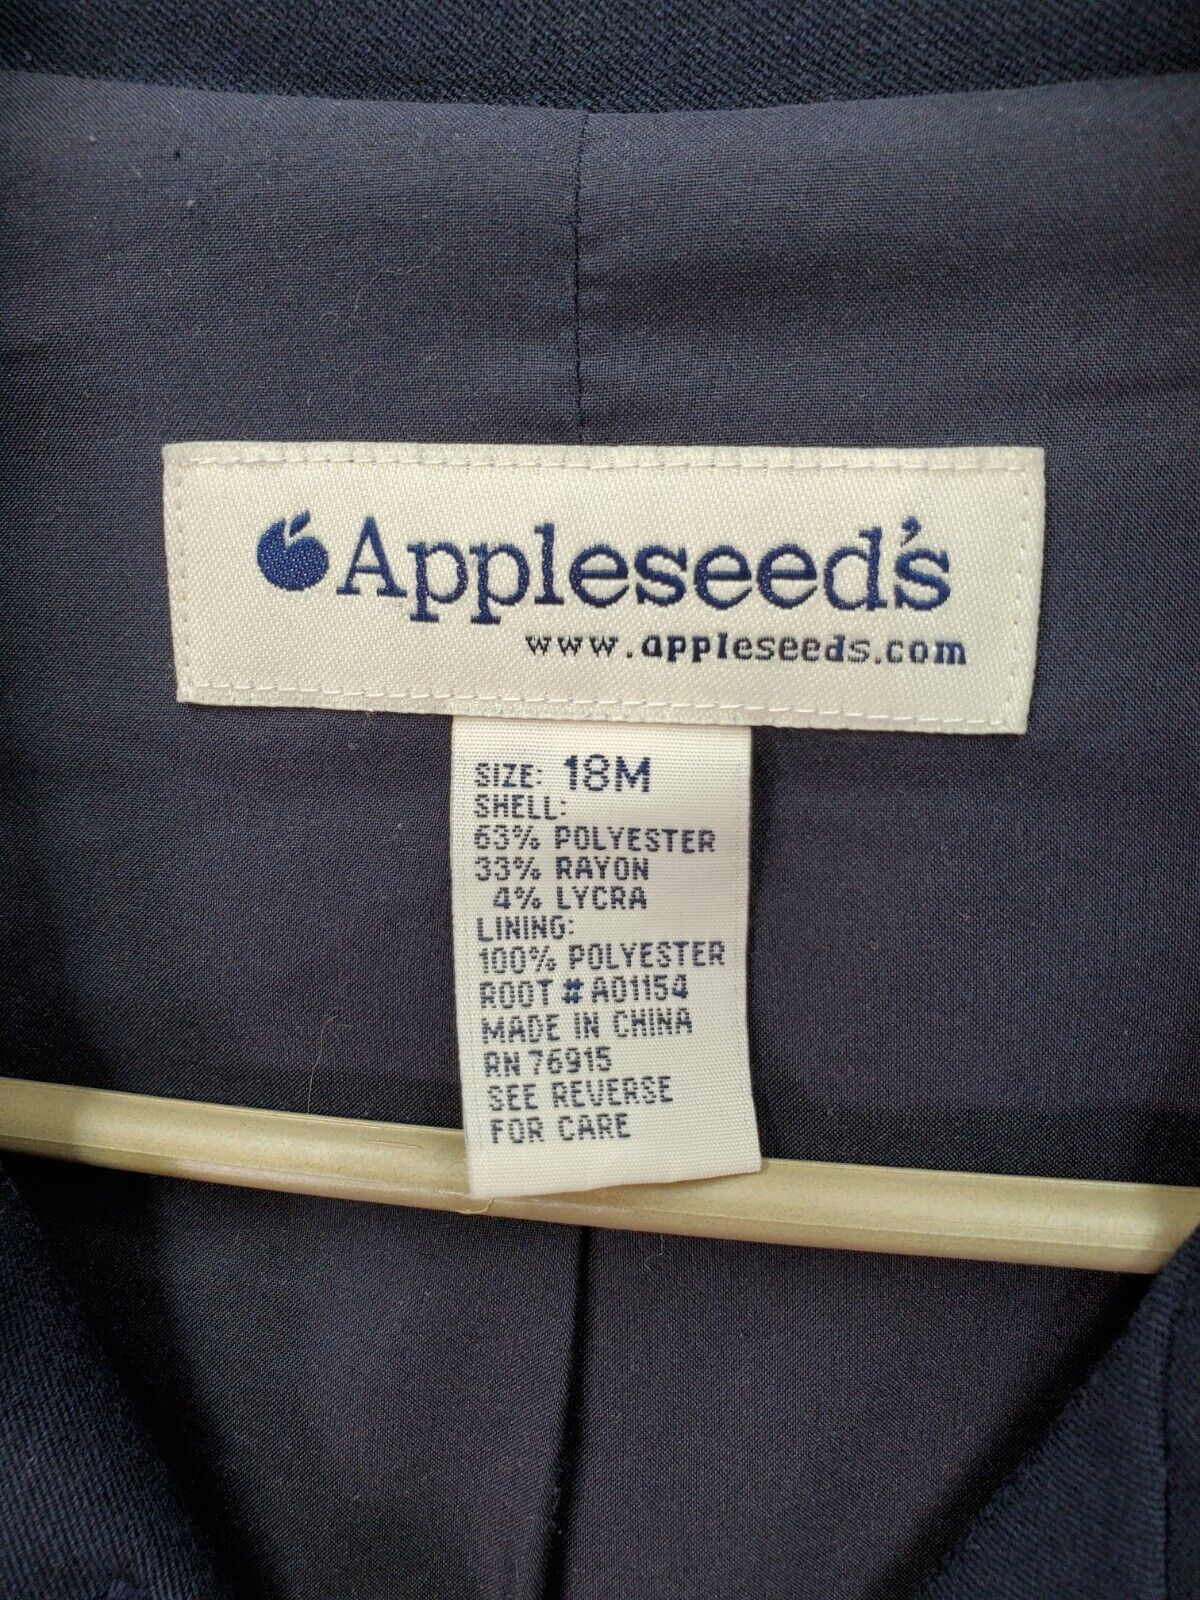 Appleseed's
www.appleseeds.com
SIZE: 18M
SHELL:
63% POLYESTER
33% RAYON
4% LYCRA
LINING:
100% POLYESTER
ROOT # A01154
MADE IN CHINA
RN 76915
SEE REVERSE
FOR CARE